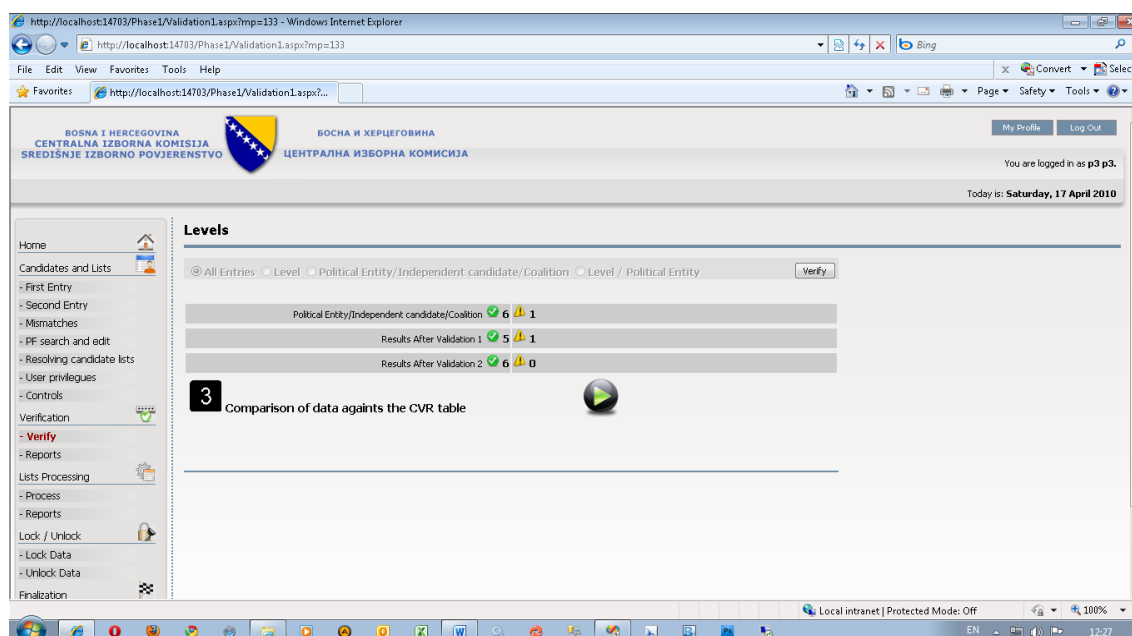 http://localhost:14703/Phase1/Validation1.aspx?mp=133 - Windows Internet Explorer
http://localhost:14703/Phase1/Validation1.aspx?mp=133
Bing
File Edit View Favorites Tools Help
Convert Selec
Favorites http://localhost:14703/Phase1/Validation1.aspx?...
Page Safety Tools
BOSNA I HERCEGOVINA
CENTRALNA IZBORNA KOMISIJA
SREDIŠNJE IZBORNO POVJERENSTVO
БОСНА И ХЕРЦЕГОВИНА
ЦЕНТРАЛНА ИЗБОРНА КОМИСИЈА
My Profile Log Out
You are logged in as p3 p3.
Today is: Saturday, 17 April 2010
Home
Candidates and Lists
- First Entry
- Second Entry
- Mismatches
- PF search and edit
- Resolving candidate lists
- User privlegues
- Controls
Verification
- Verify
- Reports
Lists Processing
- Process
- Reports
Lock / Unlock
- Lock Data
- Unlock Data
Finalization
Levels
All Entries Level Political Entity/Independent candidate/Coalition Level / Political Entity Verify
Political Entity/Independent candidate/Coalition 6 1
Results After Validation 1 5 1
Results After Validation 2 6 0
3 Comparison of data againts the CVR table
Local intranet | Protected Mode: Off 100%
EN 12:27